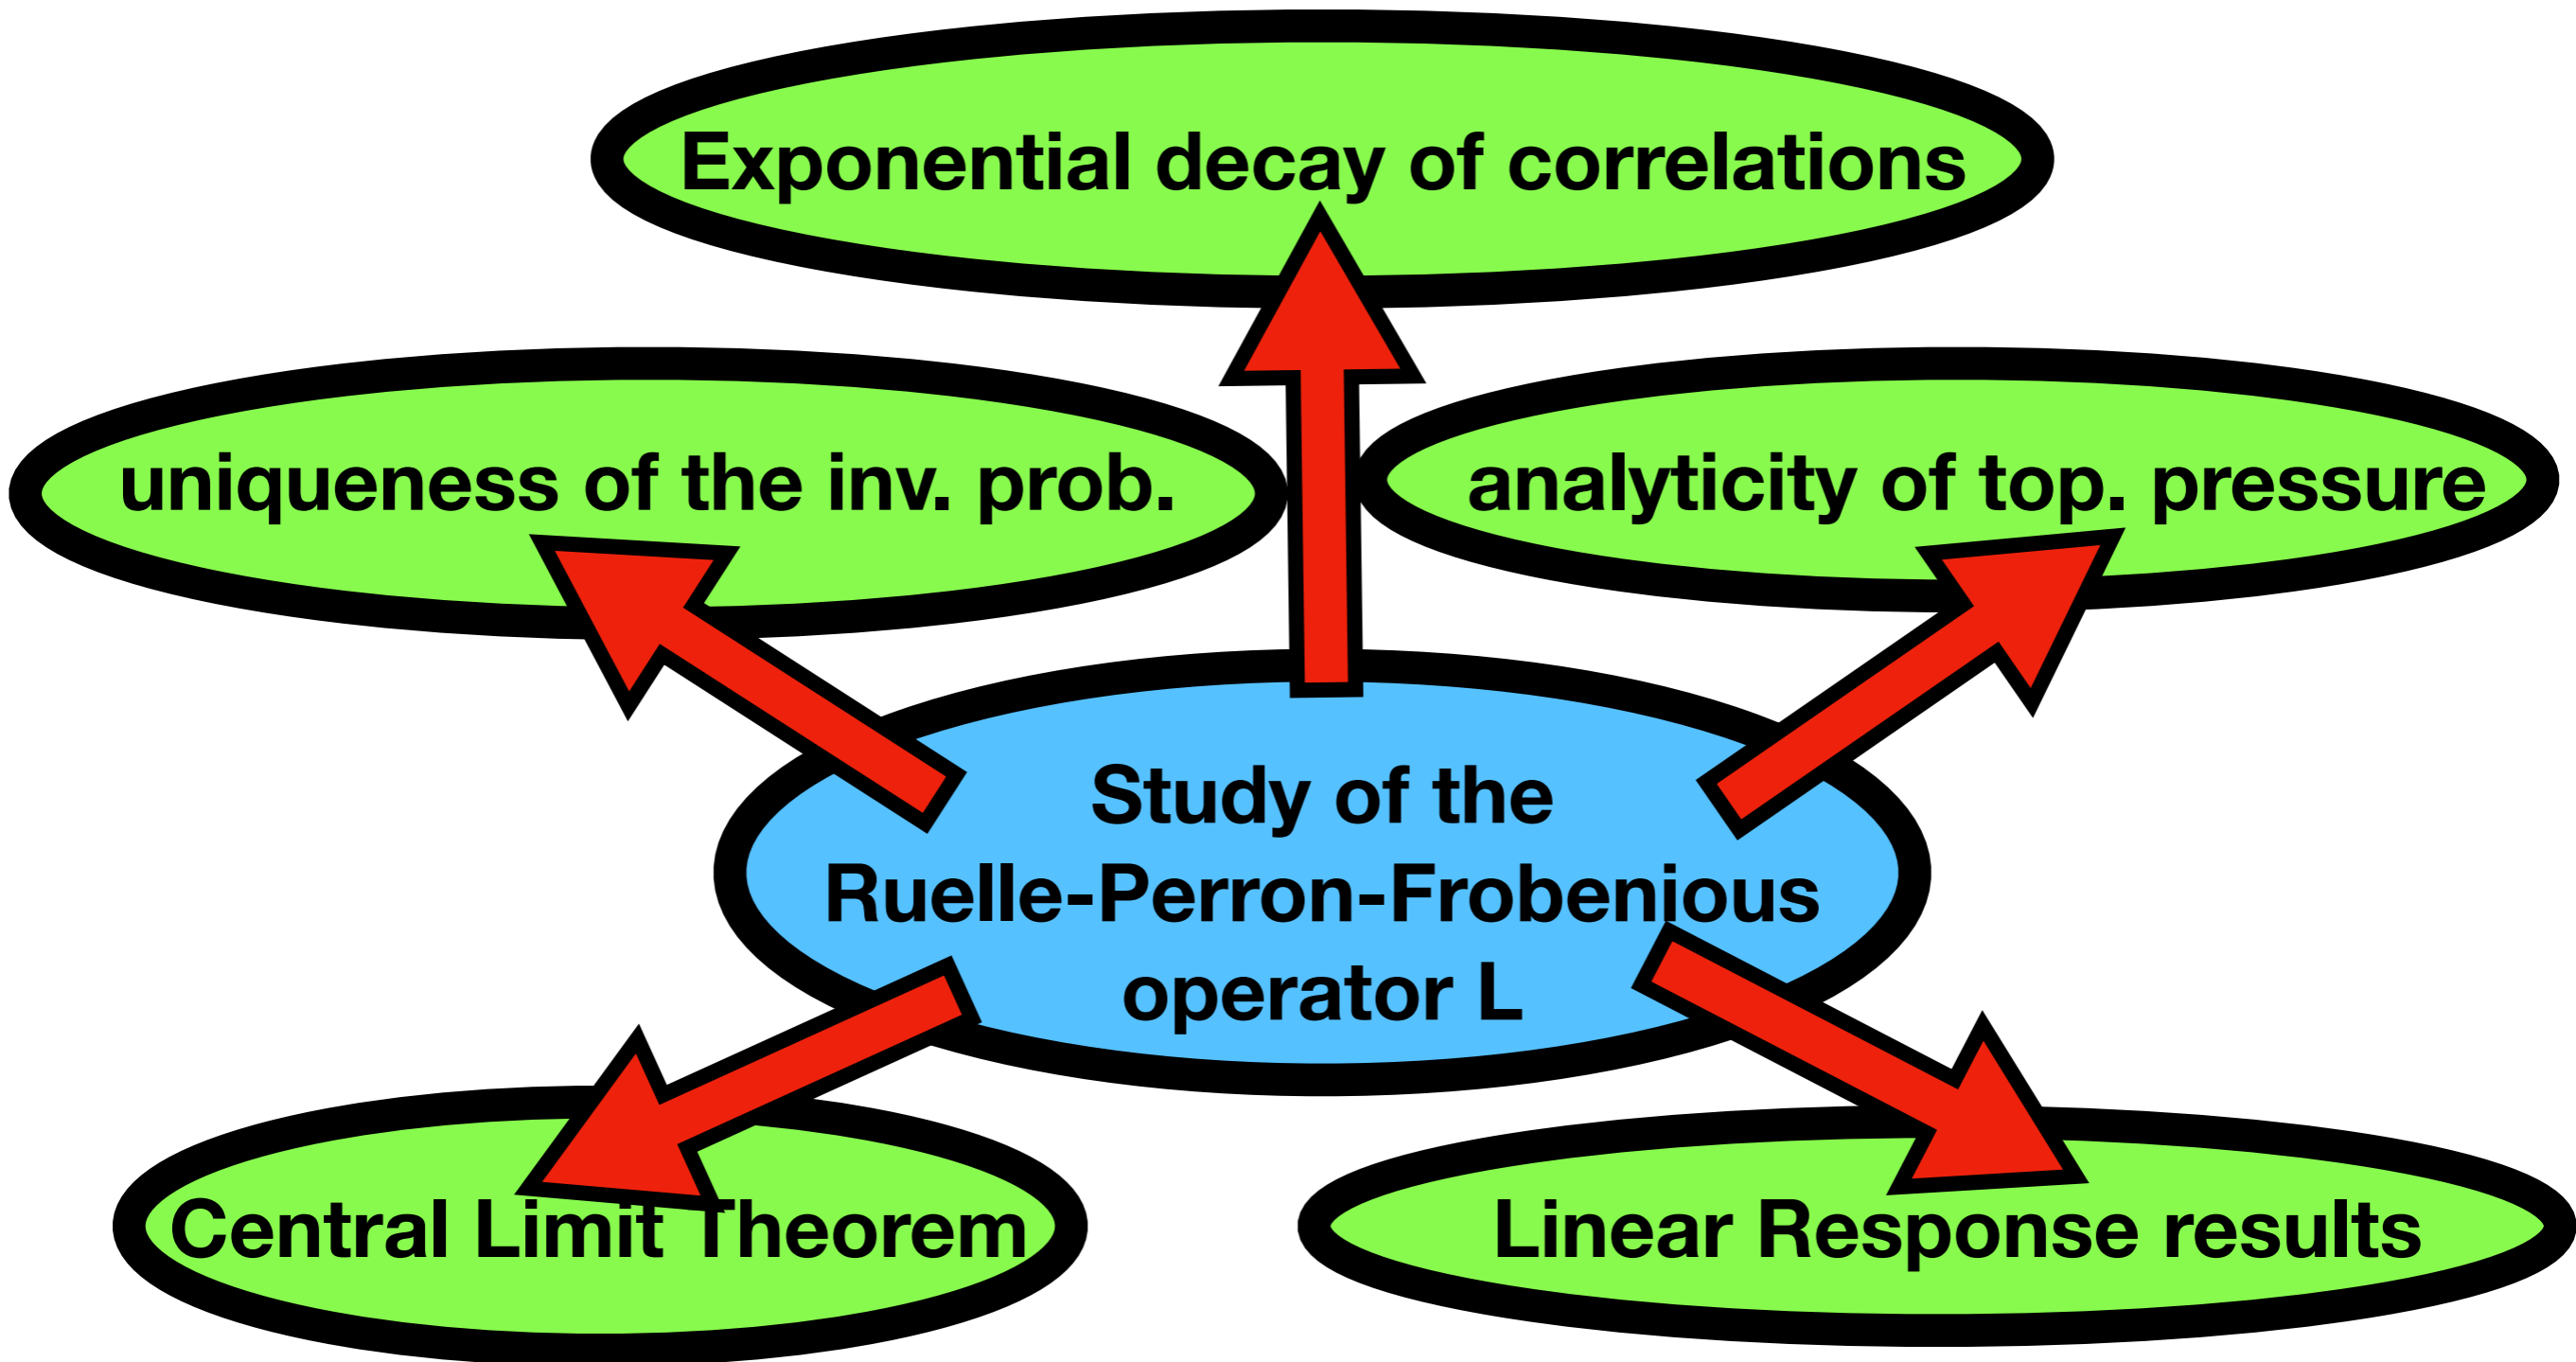 Exponential decay of correlations
uniqueness of the inv. prob.
analyticity of top. pressure
Study of the
Ruelle-Perron-Frobenious
operator L
Central Limit Theorem
Linear Response results